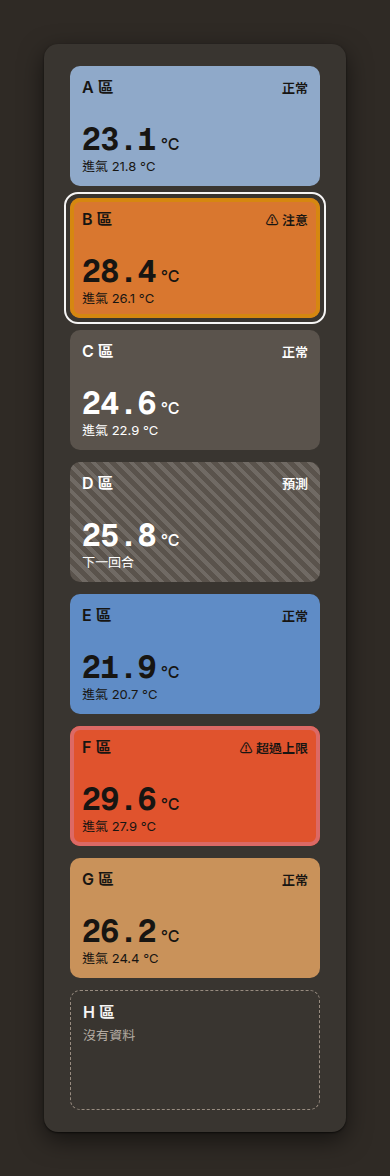 A 區 正常
23.1 °C
進氣 21.8 °C
B 區 ⚠ 注意
28.4 °C
進氣 26.1 °C
C 區 正常
24.6 °C
進氣 22.9 °C
D 區 預測
25.8 °C
下一回合
E 區 正常
21.9 °C
進氣 20.7 °C
F 區 ⚠ 超過上限
29.6 °C
進氣 27.9 °C
G 區 正常
26.2 °C
進氣 24.4 °C
H 區
沒有資料